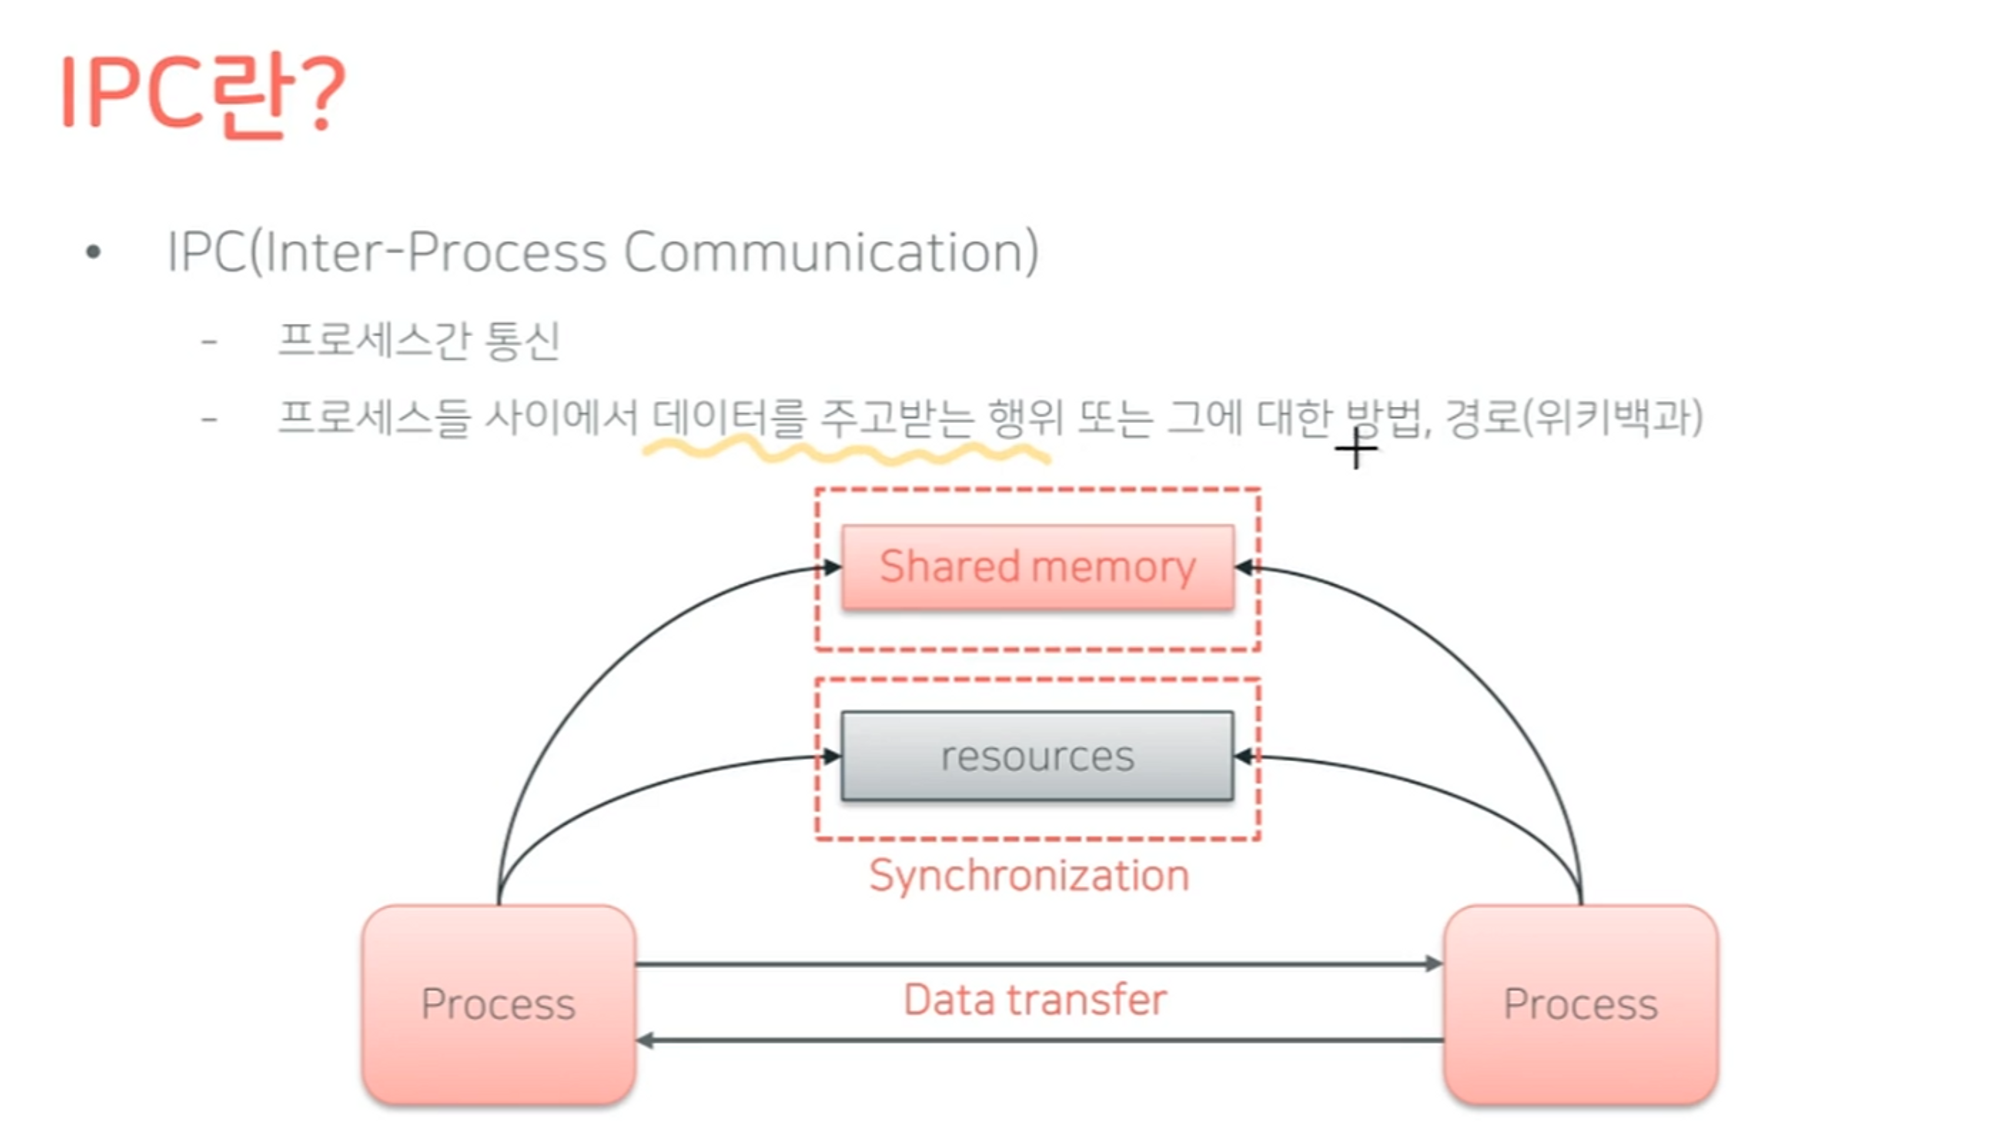 IPC란?
• IPC(Inter-Process Communication)
- 프로세스간 통신
- 프로세스들 사이에서 데이터를 주고받는 행위 또는 그에 대한 방법, 경로(위키백과)
Shared memory
resources
Synchronization
Process
Data transfer
Process